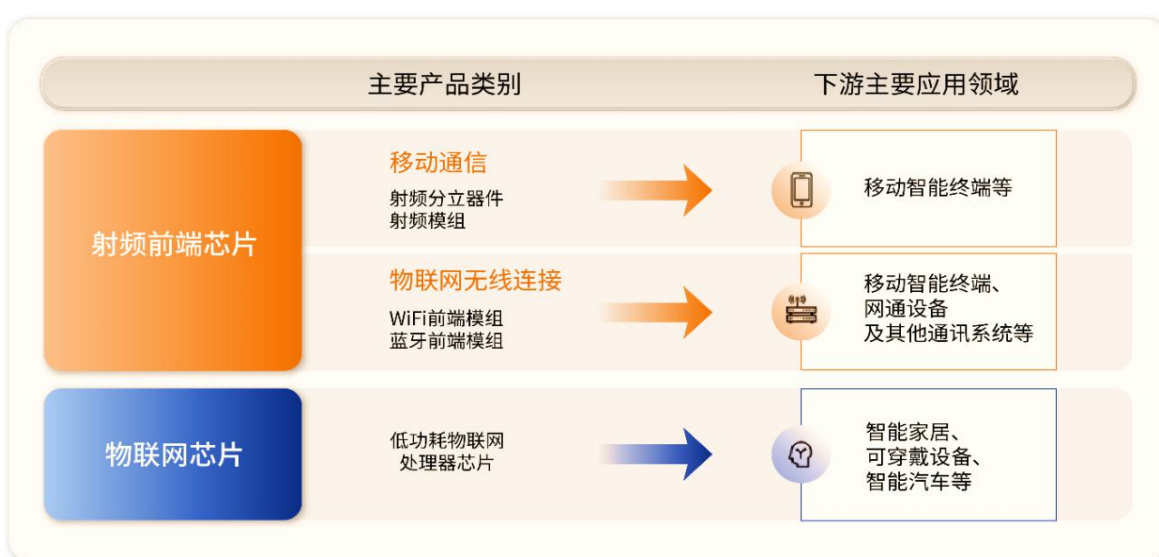 主要产品类别
下游主要应用领域
射频前端芯片
移动通信
射频分立器件
射频模组
移动智能终端等
物联网无线连接
WiFi前端模组
蓝牙前端模组
移动智能终端、
网通设备
及其他通讯系统等
物联网芯片
低功耗物联网
处理器芯片
智能家居、
可穿戴设备、
智能汽车等